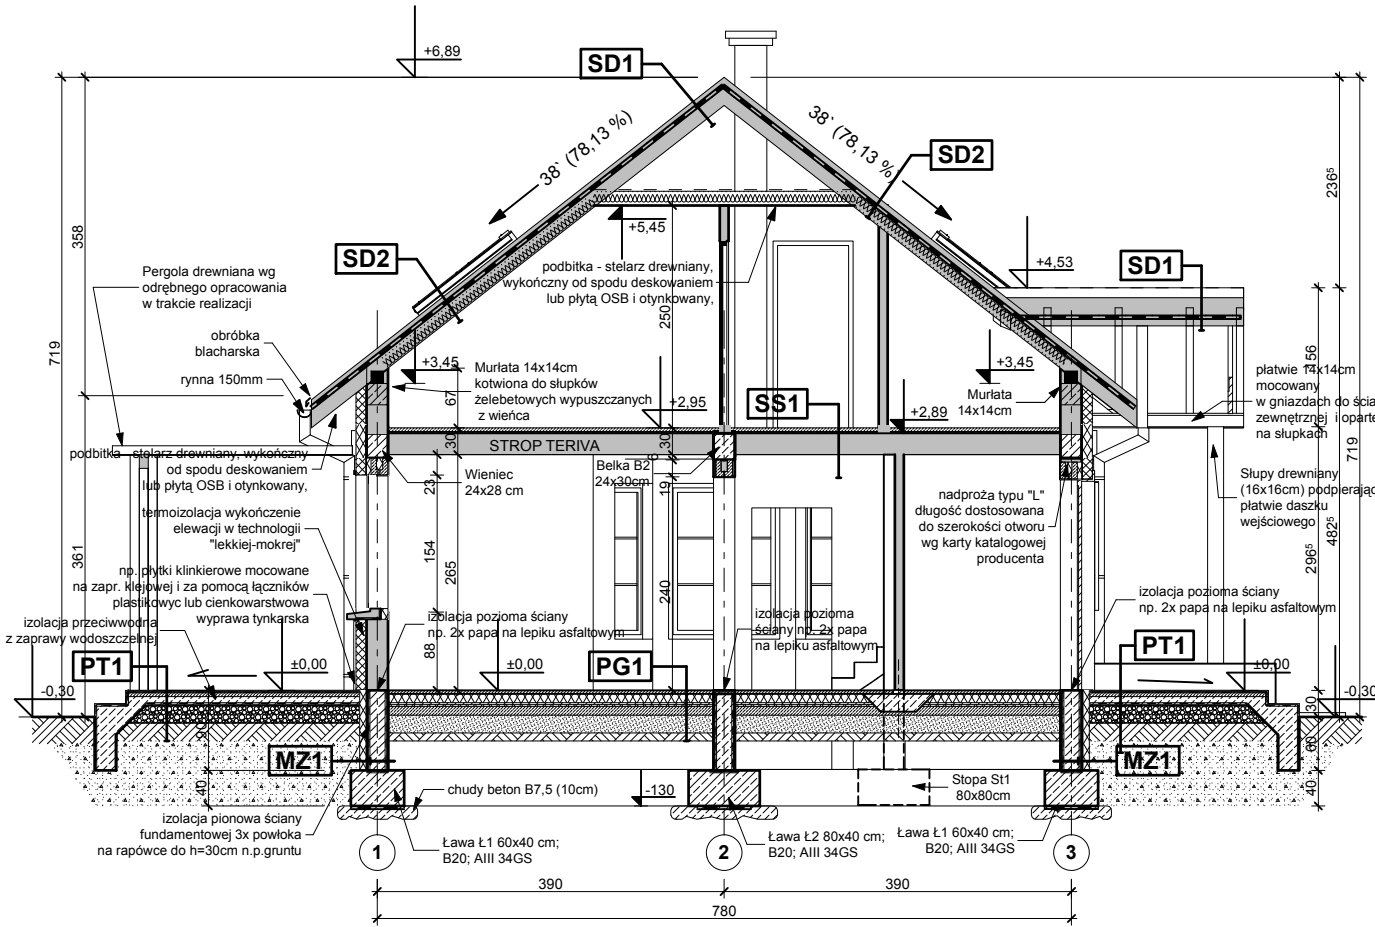 +6,89
SD1
38` (78,13 %)
38` (78,13 %)
SD2
236⁵
+5,45
358
SD2
+4,53
SD1
Pergola drewniana wg
odrębnego opracowania
w trakcie realizacji
podbitka - stelarz drewniany,
wykończny od spodu deskowaniem
lub płytą OSB i otynkowany,
250
obróbka
blacharska
rynna 150mm
719
+3,45
Murłata 14x14cm
kotwiona do słupków
żelebetowych wypuszczanych
z wieńca
67
+3,45
Murłata
14x14cm
156
płatwie 14x14cm
mocowany
w gniazdach do ścia
zewnętrznej i oparte
na słupkach
719
+2,95
SS1
+2,89
30
STROP TERIVA
30
podbitka - stelarz drewniany, wykończny
od spodu deskowaniem
lub płytą OSB i otynkowany,
Wieniec
24x28 cm
23
Belka B2
24x30cm
6
19
nadproża typu "L"
długość dostosowana
do szerokości otworu
wg karty katalogowej
producenta
Słupy drewniany
(16x16cm) podpierając
płatwie daszku
wejściowego
482⁵
termoizolacja wykończenie
elewacji w technologii
"lekkiej-mokrej"
361
154
265
240
296⁵
np. płytki klinkierowe mocowane
na zapr. klejowej i za pomocą łączników
plastikowyc lub cienkowarstwowa
wyprawa tynkarska
izolacja przeciwwodna
z zaprawy wodoszczelnej
izolacja pozioma ściany
np. 2x papa na lepiku asfaltowym
izolacja pozioma
ściany np. 2x papa
na lepiku asfaltowym
izolacja pozioma ściany
np. 2x papa na lepiku asfaltowym
88
PT1
±0,00
±0,00
PG1
PT1
±0,00
-0,30
-0,30
30
90
60
MZ1
MZ1
40
40
chudy beton B7,5 (10cm)
-130
Stopa St1
80x80cm
izolacja pionowa ściany
fundamentowej 3x powłoka
na rapówce do h=30cm n.p.gruntu
Ława Ł1 60x40 cm;
B20; AIII 34GS
Ława Ł2 80x40 cm;
B20; AIII 34GS
Ława Ł1 60x40 cm;
B20; AIII 34GS
1
2
3
390
390
780